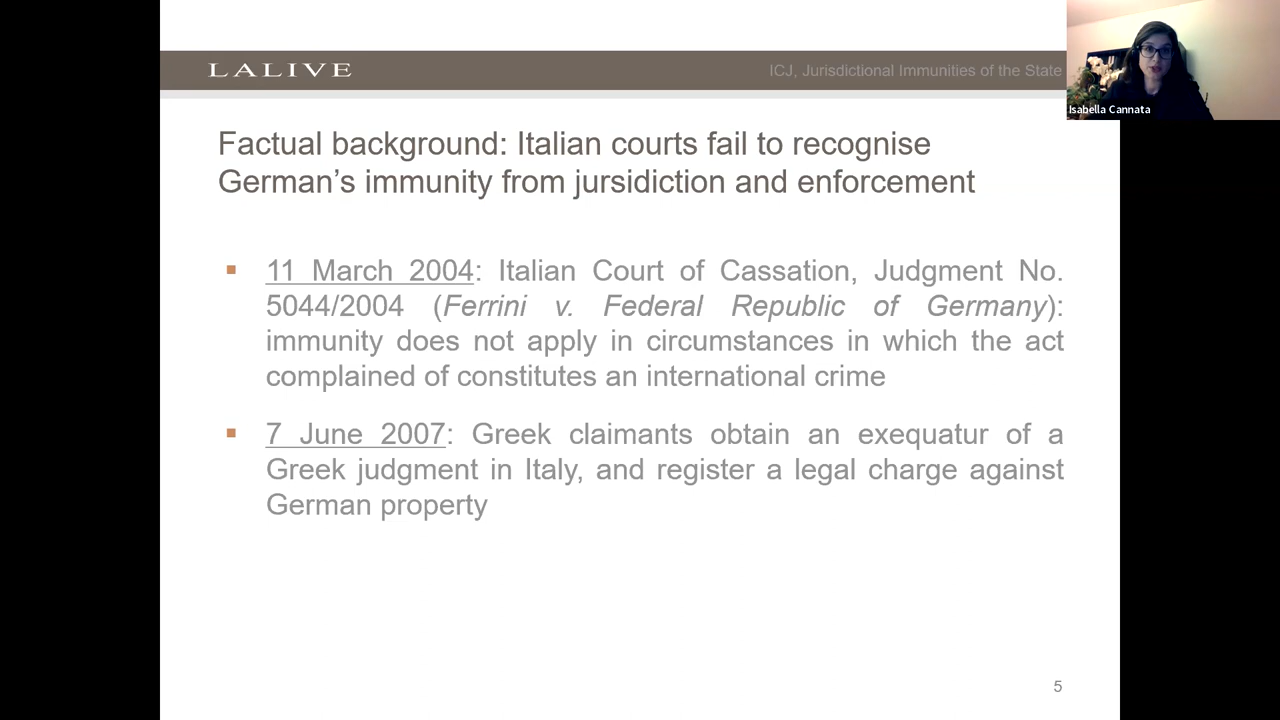 LALIVE
ICJ, Jurisdictional Immunities of the State
Isabella Cannata
Factual background: Italian courts fail to recognise
German's immunity from jursidiction and enforcement
▪ 11 March 2004: Italian Court of Cassation, Judgment No.
5044/2004 (Ferrini v. Federal Republic of Germany):
immunity does not apply in circumstances in which the act
complained of constitutes an international crime
▪ 7 June 2007: Greek claimants obtain an exequatur of a
Greek judgment in Italy, and register a legal charge against
German property
5